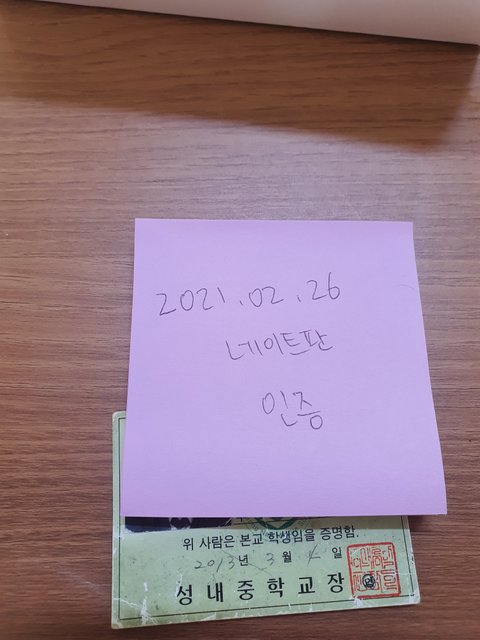 2021.02.26
네이트판
인증
위 사람은 본교 학생임을 증명함.
2013년 3월 4일
성내중학교장